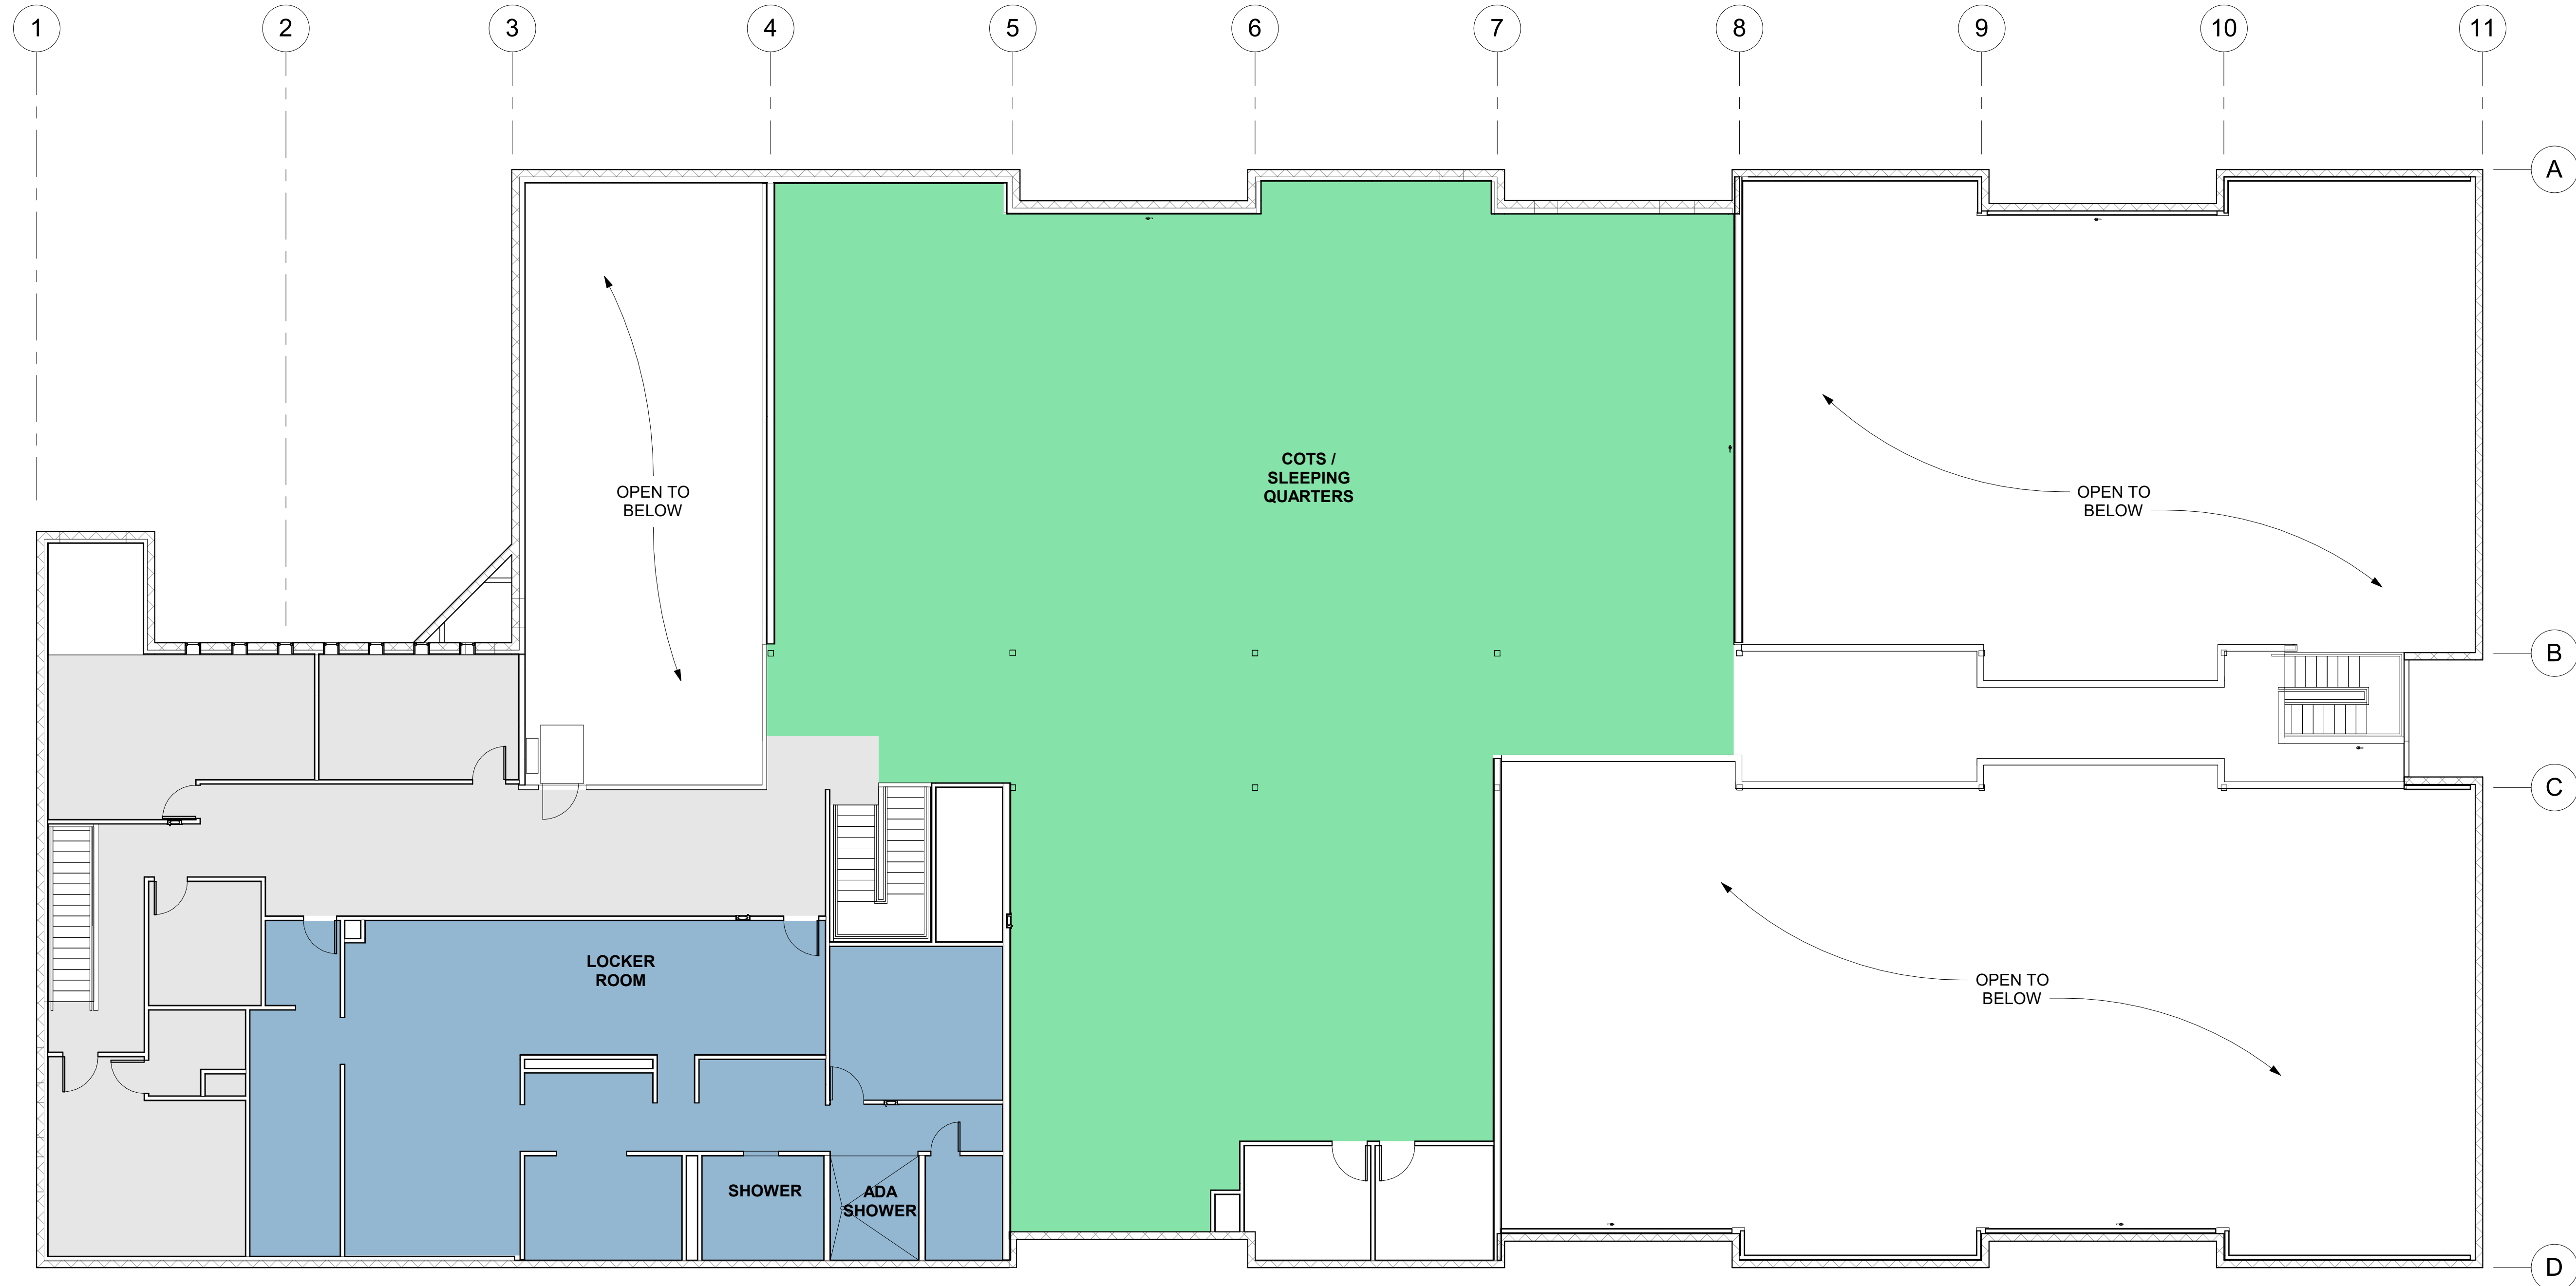 1
2
3
4
5
6
7
8
9
10
11
A
COTS /
SLEEPING
QUARTERS
OPEN TO
BELOW
OPEN TO
BELOW
B
C
LOCKER
ROOM
OPEN TO
BELOW
SHOWER
ADA
SHOWER
D